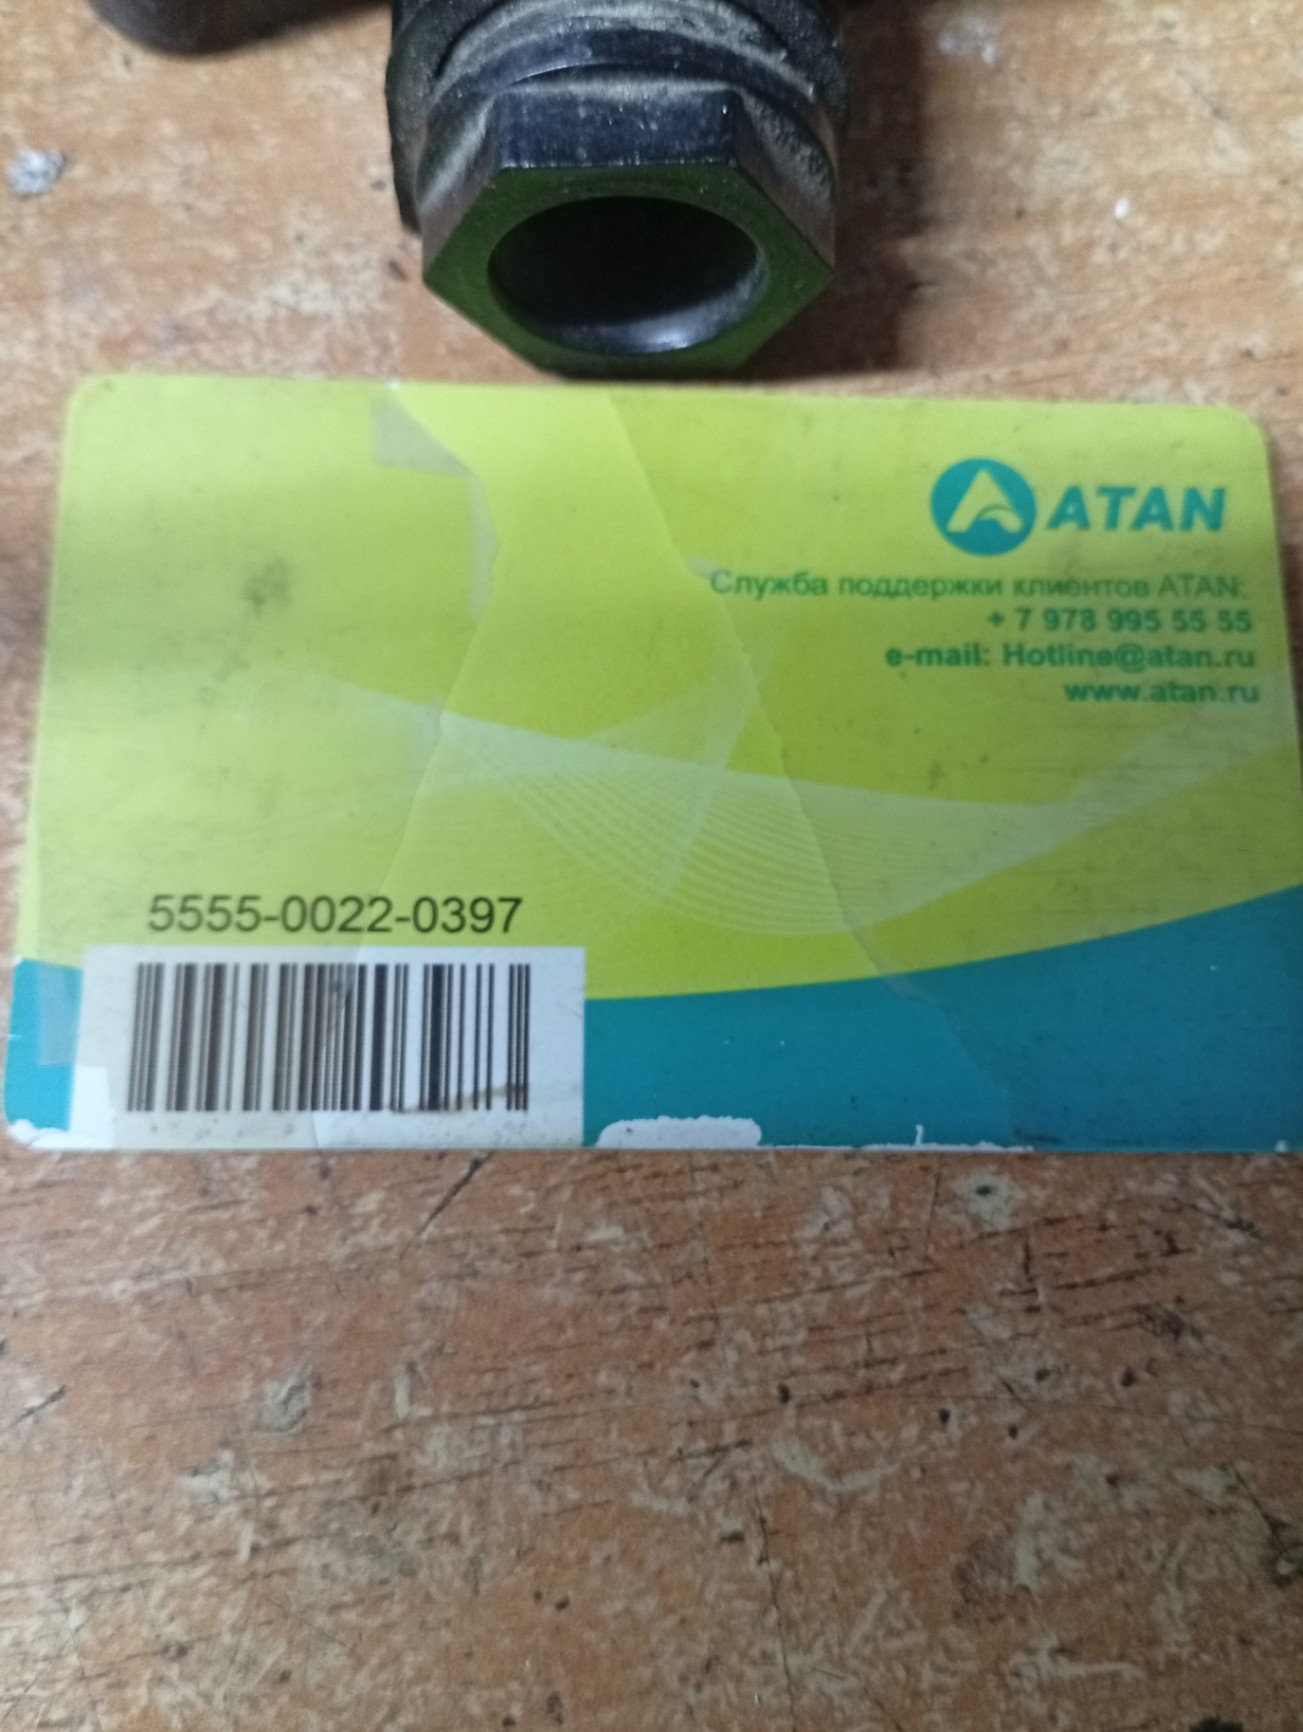 ATAN
Служба поддержки клиентов ATAN:
+ 7 978 995 55 55
e-mail: Hotline@atan.ru
www.atan.ru
5555-0022-0397